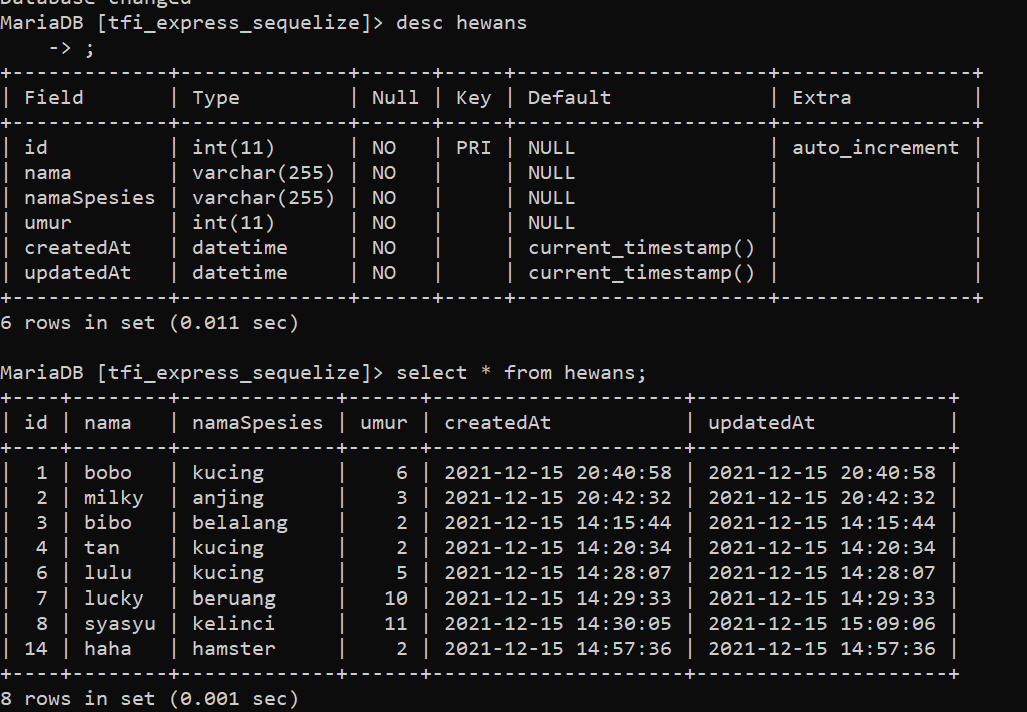 Database changed
MariaDB [tfi_express_sequelize]> desc hewans
    -> ;
+-------------+--------------+------+-----+---------------------+----------------+
| Field       | Type         | Null | Key | Default             | Extra          |
+-------------+--------------+------+-----+---------------------+----------------+
| id          | int(11)      | NO   | PRI | NULL                | auto_increment |
| nama        | varchar(255) | NO   |     | NULL                |                |
| namaSpesies | varchar(255) | NO   |     | NULL                |                |
| umur        | int(11)      | NO   |     | NULL                |                |
| createdAt   | datetime     | NO   |     | current_timestamp() |                |
| updatedAt   | datetime     | NO   |     | current_timestamp() |                |
+-------------+--------------+------+-----+---------------------+----------------+
6 rows in set (0.011 sec)

MariaDB [tfi_express_sequelize]> select * from hewans;
+----+--------+-------------+------+---------------------+---------------------+
| id | nama   | namaSpesies | umur | createdAt           | updatedAt           |
+----+--------+-------------+------+---------------------+---------------------+
|  1 | bobo   | kucing      |    6 | 2021-12-15 20:40:58 | 2021-12-15 20:40:58 |
|  2 | milky  | anjing      |    3 | 2021-12-15 20:42:32 | 2021-12-15 20:42:32 |
|  3 | bibo   | belalang    |    2 | 2021-12-15 14:15:44 | 2021-12-15 14:15:44 |
|  4 | tan    | kucing      |    2 | 2021-12-15 14:20:34 | 2021-12-15 14:20:34 |
|  6 | lulu   | kucing      |    5 | 2021-12-15 14:28:07 | 2021-12-15 14:28:07 |
|  7 | lucky  | beruang     |   10 | 2021-12-15 14:29:33 | 2021-12-15 14:29:33 |
|  8 | syasyu | kelinci     |   11 | 2021-12-15 14:30:05 | 2021-12-15 15:09:06 |
| 14 | haha   | hamster     |    2 | 2021-12-15 14:57:36 | 2021-12-15 14:57:36 |
+----+--------+-------------+------+---------------------+---------------------+
8 rows in set (0.001 sec)